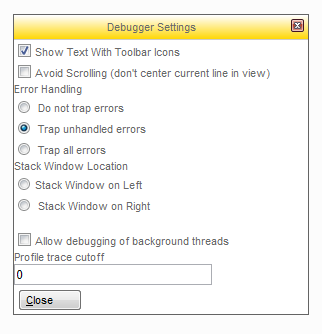 Debugger Settings
Show Text With Toolbar Icons
Avoid Scrolling (don't center current line in view)
Error Handling
Do not trap errors
Trap unhandled errors
Trap all errors
Stack Window Location
Stack Window on Left
Stack Window on Right
Allow debugging of background threads
Profile trace cutoff
0
Close